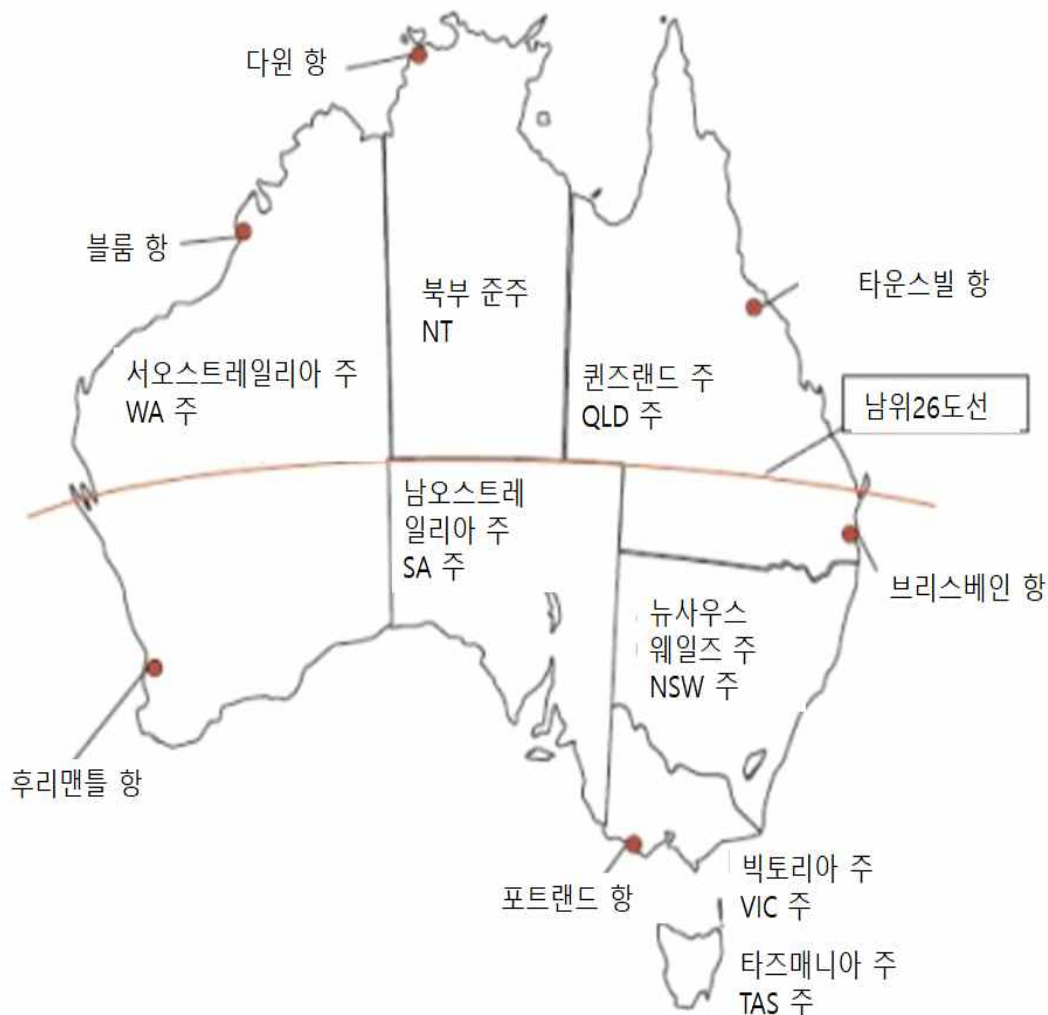 다윈 항
블룸 항
북부 준주
NT
타운스빌 항
서오스트레일리아 주
WA 주
퀸즈랜드 주
QLD 주
남위26도선
남오스트레
일리아 주
SA 주
브리스베인 항
뉴사우스
웨일즈 주
NSW 주
후리맨틀 항
포트랜드 항
빅토리아 주
VIC 주
타즈매니아 주
TAS 주